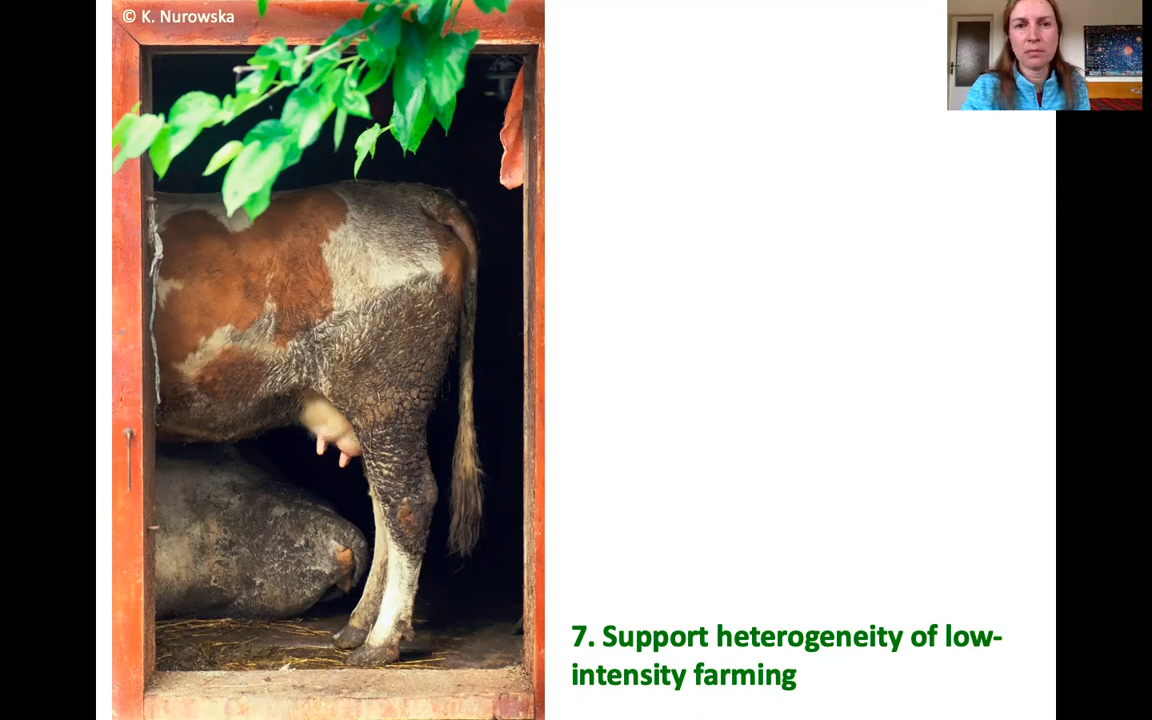 © K. Nurowska
7. Support heterogeneity of low-
intensity farming